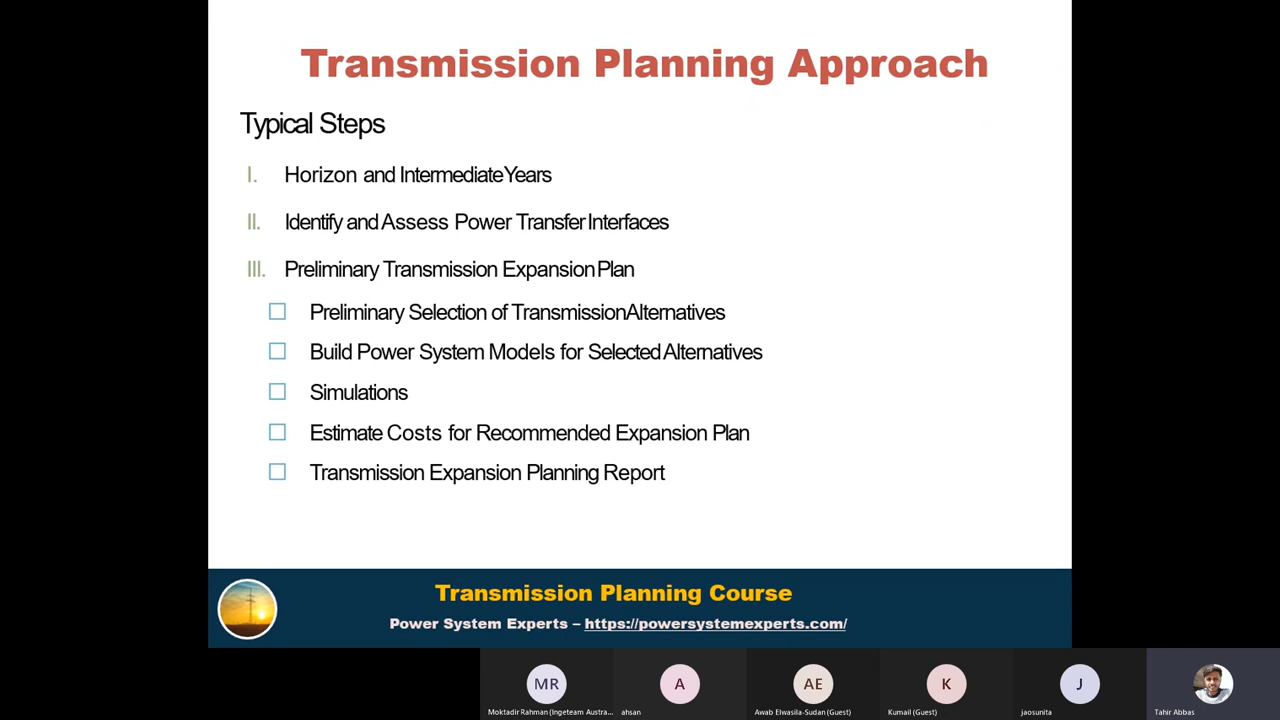 Transmission Planning Approach
Typical Steps
I. Horizon and Intermediate Years
II. Identify and Assess Power Transfer Interfaces
III. Preliminary Transmission Expansion Plan
Preliminary Selection of Transmission Alternatives
Build Power System Models for Selected Alternatives
Simulations
Estimate Costs for Recommended Expansion Plan
Transmission Expansion Planning Report
Transmission Planning Course
Power System Experts – https://powersystemexperts.com/
MR
A
AE
K
J
Moktadir Rahman (Ingeteam Austra...
ahsan
Awab Elwasila-Sudan (Guest)
Kumail (Guest)
jaosunita
Tahir Abbas